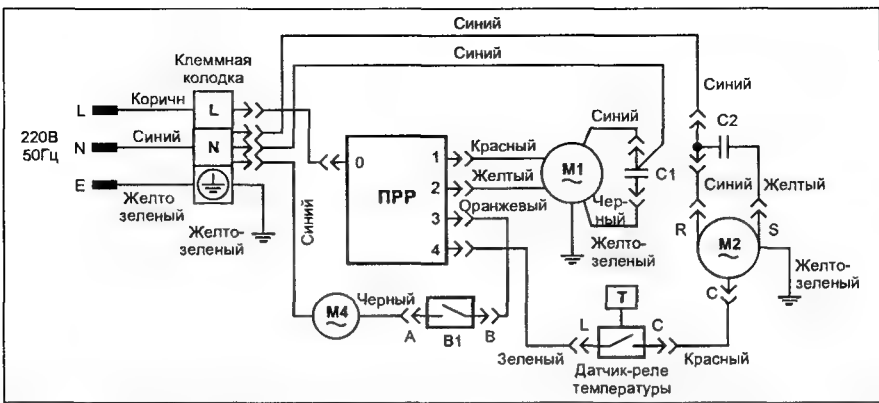 Синий
Клеммная
колодка
Синий
Синий
L
Коричн
L
C2
220В
50Гц
N
Синий
N
Синий
0
1
Красный
M1
C1
E
2
Желтый
Синий
Желтый
Желто
зеленый
ПРР
3
Оранжевый
Чер-
ный
R
S
Желто-
зеленый
Синий
4
Желто-
зеленый
M2
C
Желто-
зеленый
M4
Черный
A
B1
B
T
L
C
Зеленый
Красный
Датчик-реле
температуры